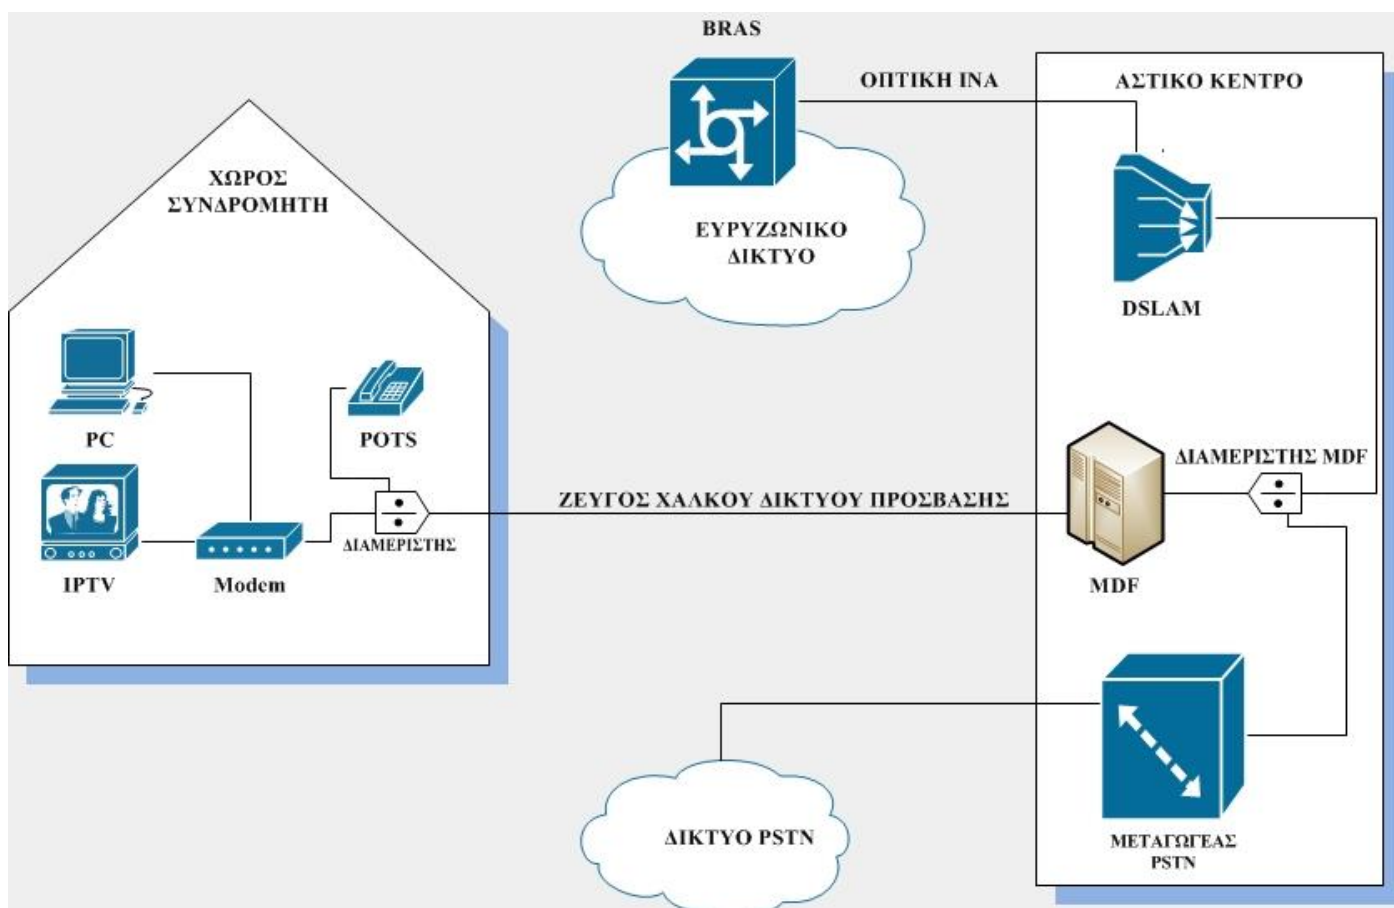 BRAS
ΟΠΤΙΚΗ ΙΝΑ
ΑΣΤΙΚΟ ΚΕΝΤΡΟ
ΧΩΡΟΣ
ΣΥΝΔΡΟΜΗΤΗ
ΕΥΡΥΖΩΝΙΚΟ
ΔΙΚΤΥΟ
DSLAM
PC
POTS
ΔΙΑΜΕΡΙΣΤΗΣ MDF
ΖΕΥΓΟΣ ΧΑΛΚΟΥ ΔΙΚΤΥΟΥ ΠΡΟΣΒΑΣΗΣ
ΔΙΑΜΕΡΙΣΤΗΣ
IPTV
Modem
MDF
ΔΙΚΤΥΟ PSTN
ΜΕΤΑΓΩΓΕΑΣ
PSTN